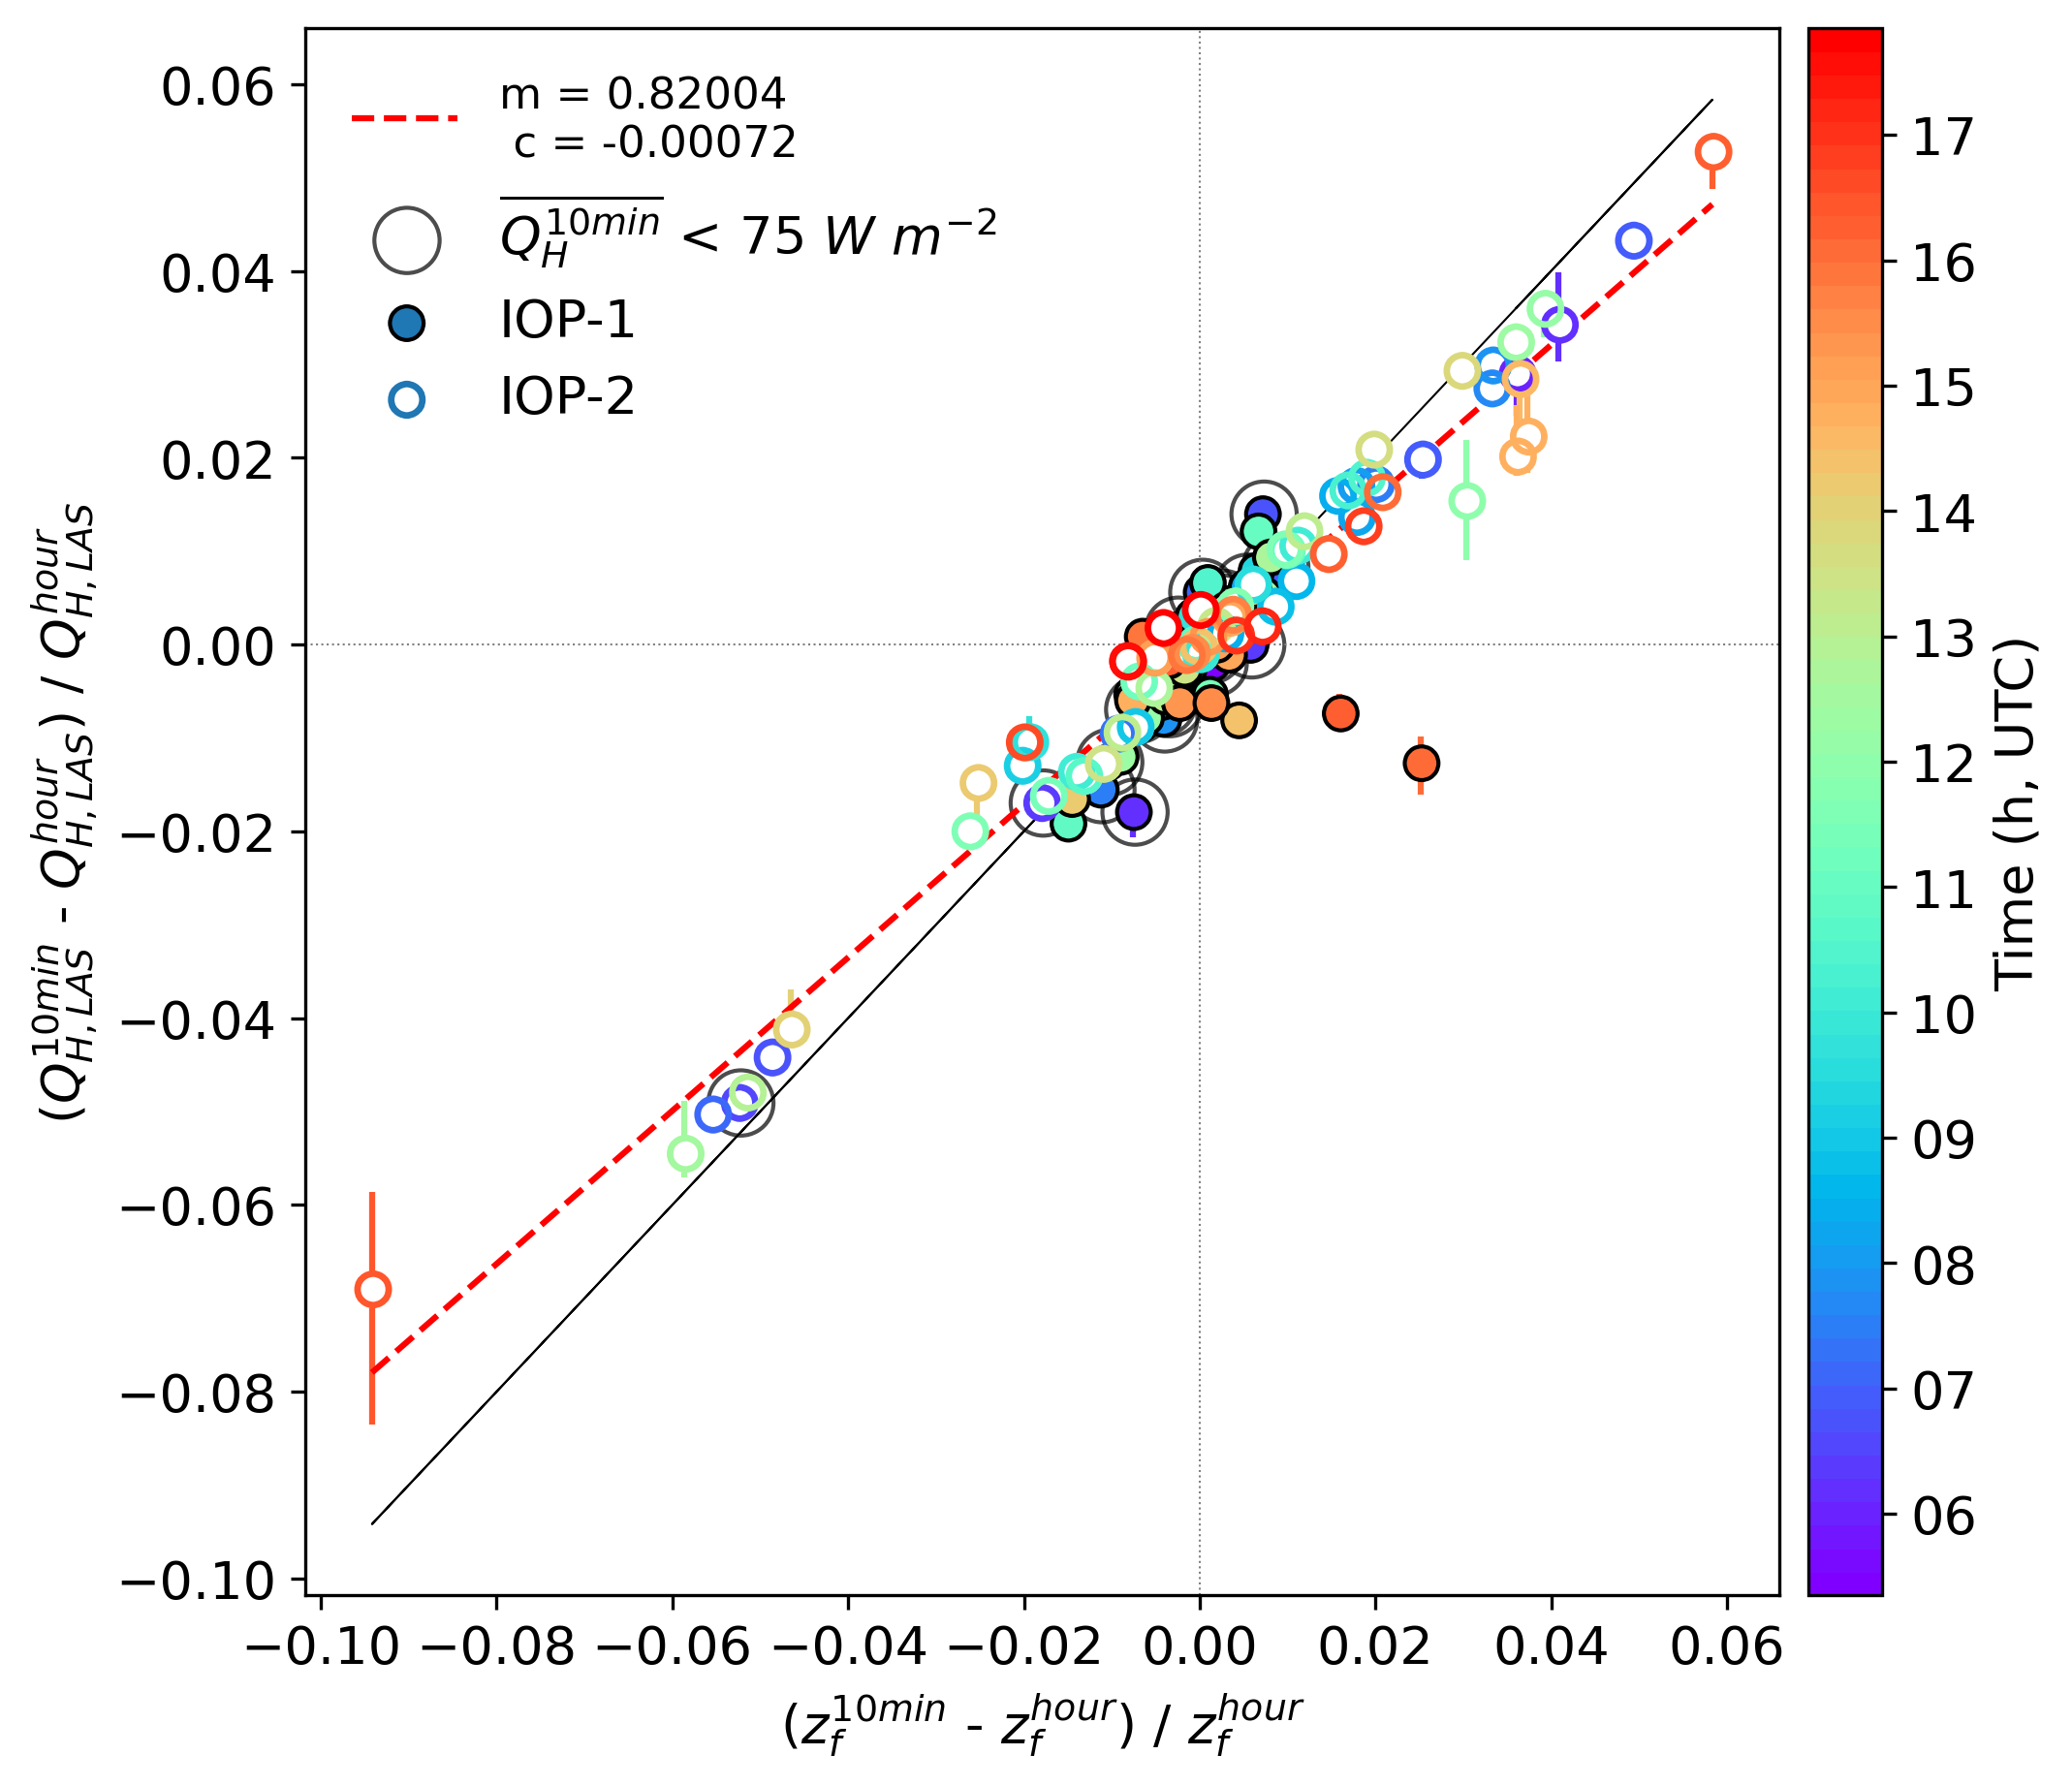 m = 0.82004
c = -0.00072
Q_H^{10min} < 75 W m^{-2}
IOP-1
IOP-2
0.06
0.04
0.02
0.00
−0.02
−0.04
−0.06
−0.08
−0.10
(Q_{H,LAS}^{10min} - Q_{H,LAS}^{hour}) / Q_{H,LAS}^{hour}
−0.10 −0.08 −0.06 −0.04 −0.02 0.00 0.02 0.04 0.06
(z_f^{10min} - z_f^{hour}) / z_f^{hour}
17
16
15
14
13
12
11
10
09
08
07
06
Time (h, UTC)